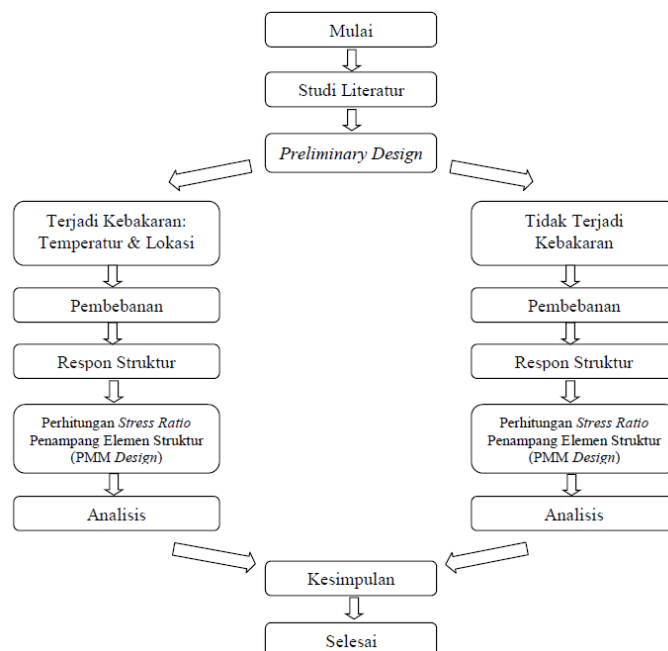 Mulai
Studi Literatur
Preliminary Design
Terjadi Kebakaran:
Temperatur & Lokasi
Pembebanan
Respon Struktur
Perhitungan Stress Ratio
Penampang Elemen Struktur
(PMM Design)
Analisis
Tidak Terjadi
Kebakaran
Pembebanan
Respon Struktur
Perhitungan Stress Ratio
Penampang Elemen Struktur
(PMM Design)
Analisis
Kesimpulan
Selesai